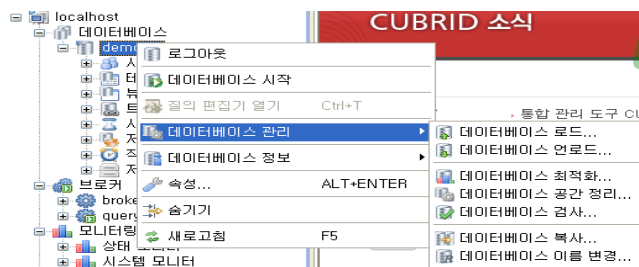 localhost
데이터베이스
CUBRID 소식
로그아웃
데이터베이스 시작
질의 편집기 열기 Ctrl+T
통합 관리 도구
데이터베이스 관리
데이터베이스 로드...
데이터베이스 언로드...
데이터베이스 정보
데이터베이스 최적화...
속성... ALT+ENTER
데이터베이스 공간 정리...
브로커
데이터베이스 검사...
숨기기
모니터링
새로고침 F5
데이터베이스 복사...
상태
데이터베이스 이름 변경...
시스템 모니터